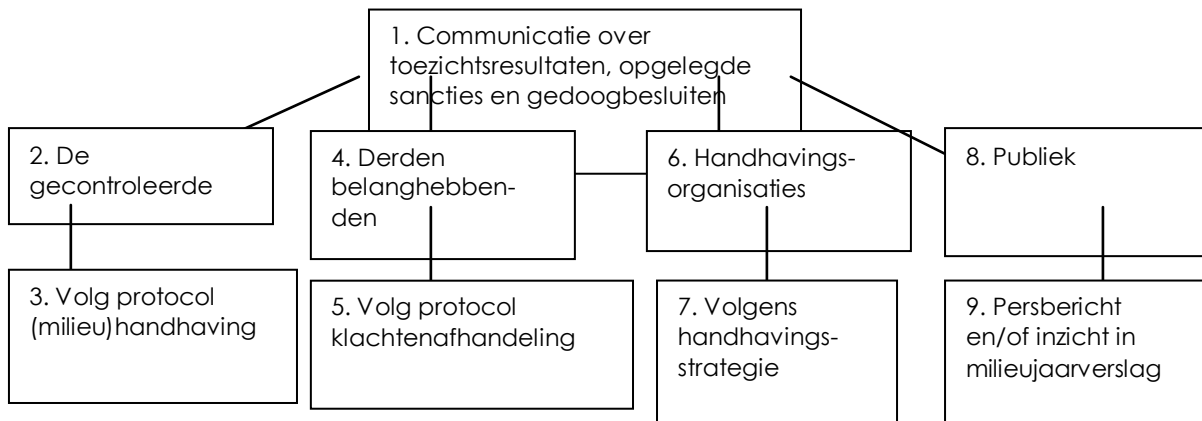 1. Communicatie over
toezichtsresultaten, opgelegde
sancties en gedoogbesluiten
2. De
gecontroleerde
3. Volg protocol
(milieu)handhaving
4. Derden
belanghebben-
den
5. Volg protocol
klachtenafhandeling
6. Handhavings-
organisaties
7. Volgens
handhavings-
strategie
8. Publiek
9. Persbericht
en/of inzicht in
milieujaarverslag